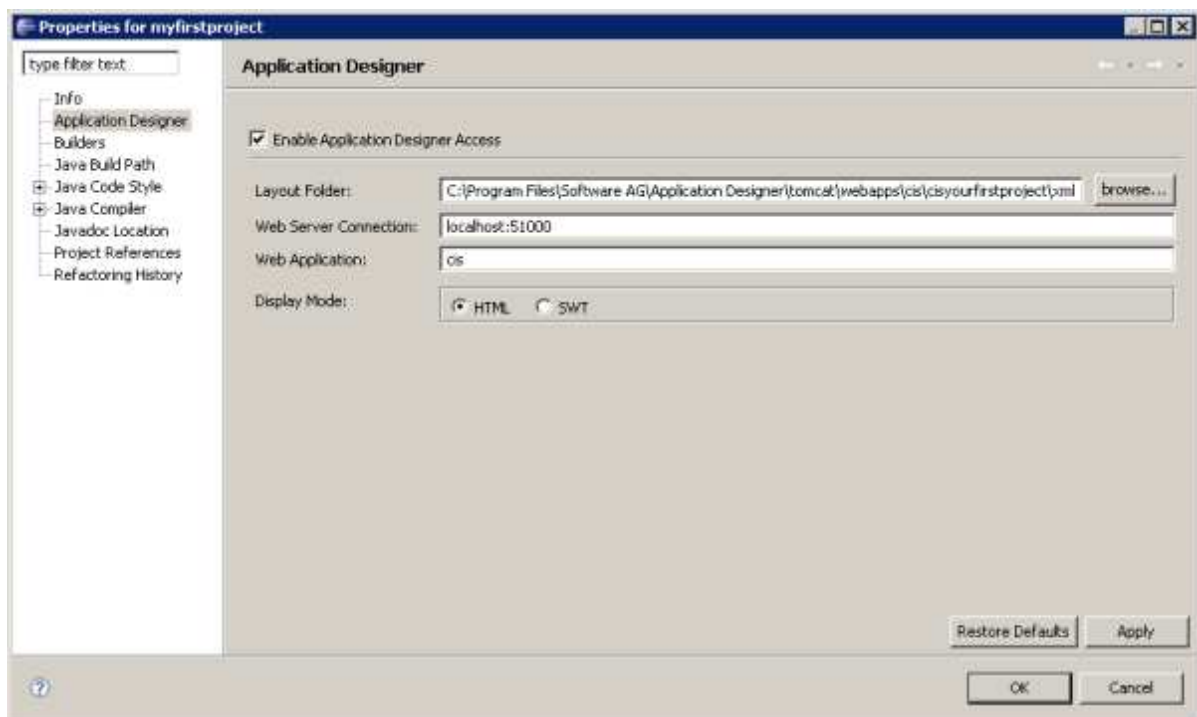 Properties for myfirstproject
type filter text
Application Designer
Info
Application Designer
Builders
Java Build Path
Java Code Style
Java Compiler
Javadoc Location
Project References
Refactoring History
Enable Application Designer Access
Layout Folder: C:\Program Files\Software AG\Application Designer\tomcat\webapps\cis\cisyourfirstproject\xml browse...
Web Server Connection: localhost:51000
Web Application: cis
Display Mode: HTML SWT
Restore Defaults Apply
? OK Cancel